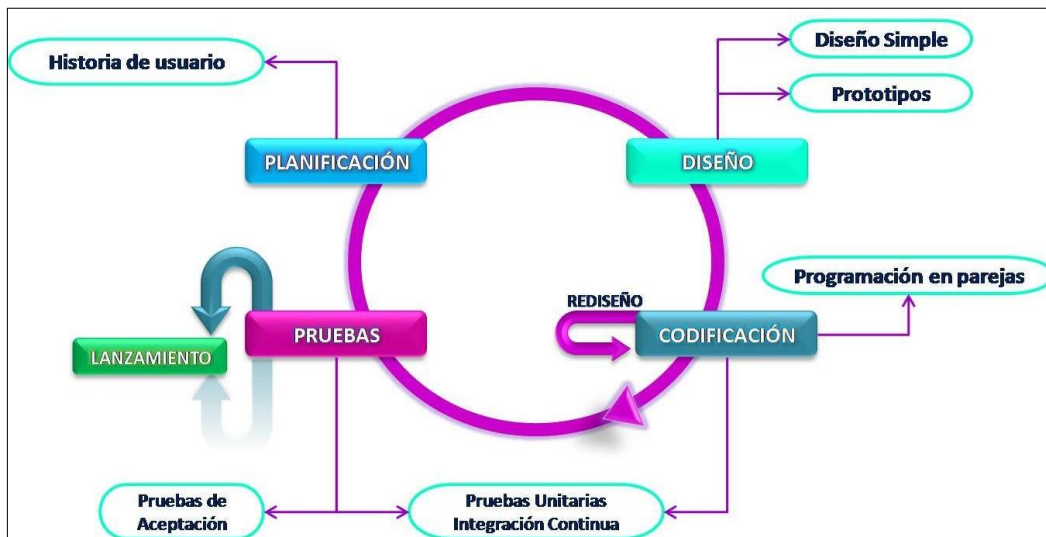 Historia de usuario
Diseño Simple
Prototipos
PLANIFICACIÓN
DISEÑO
Programación en parejas
REDISEÑO
PRUEBAS
CODIFICACIÓN
LANZAMIENTO
Pruebas de
Aceptación
Pruebas Unitarias
Integración Continua